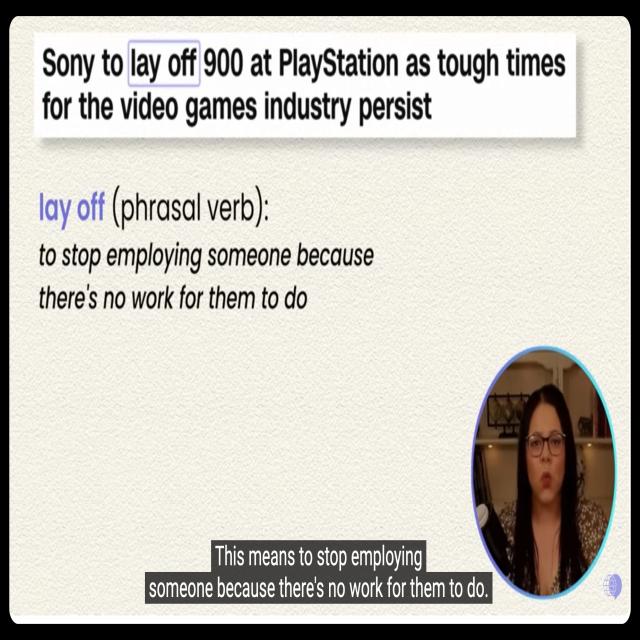 Sony to lay off 900 at PlayStation as tough times
for the video games industry persist
lay off (phrasal verb):
to stop employing someone because
there's no work for them to do
This means to stop employing
someone because there's no work for them to do.